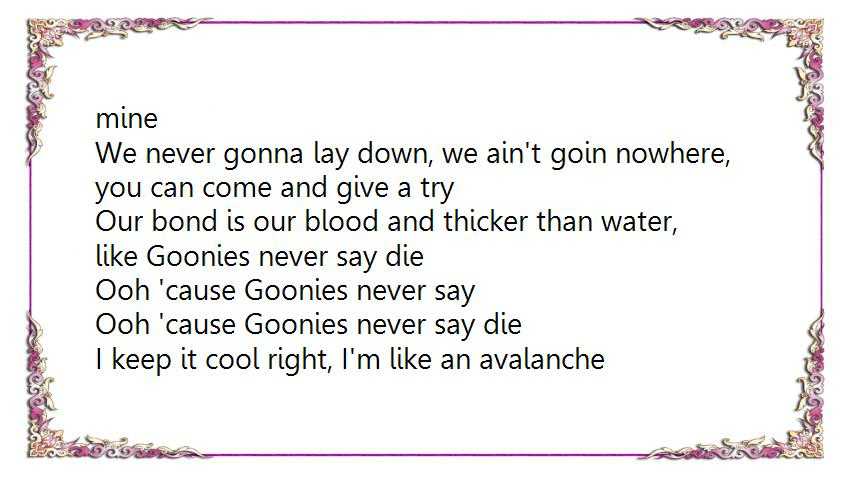 mine
We never gonna lay down, we ain't goin nowhere,
you can come and give a try
Our bond is our blood and thicker than water,
like Goonies never say die
Ooh 'cause Goonies never say
Ooh 'cause Goonies never say die
I keep it cool right, I'm like an avalanche